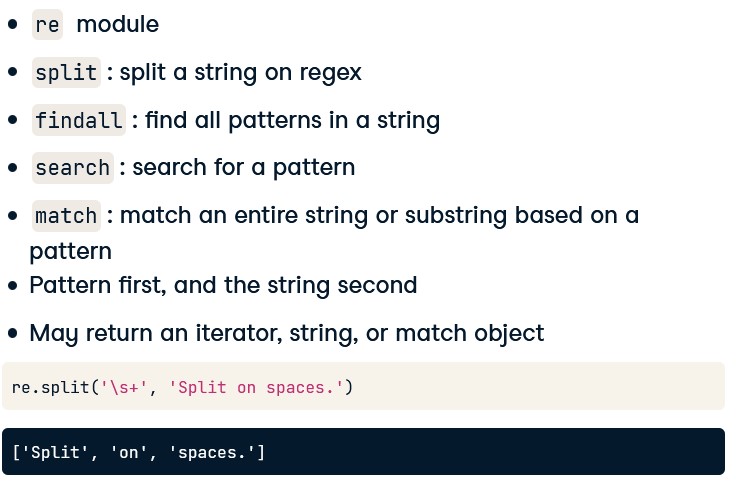 • re module
• split : split a string on regex
• findall : find all patterns in a string
• search : search for a pattern
• match : match an entire string or substring based on a
pattern
• Pattern first, and the string second
• May return an iterator, string, or match object
re.split('\s+', 'Split on spaces.')
['Split', 'on', 'spaces.']